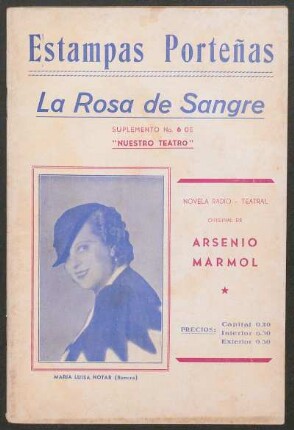 Estampas Porteñas
La Rosa de Sangre
SUPLEMENTO No. 6 DE
"NUESTRO TEATRO"
NOVELA RADIO - TEATRAL
ORIGINAL DE
ARSENIO
MARMOL
PRECIOS:
Capital 0.20
Interior 0.30
Exterior 0.50
MARIA LUISA NOTAR (Romona)